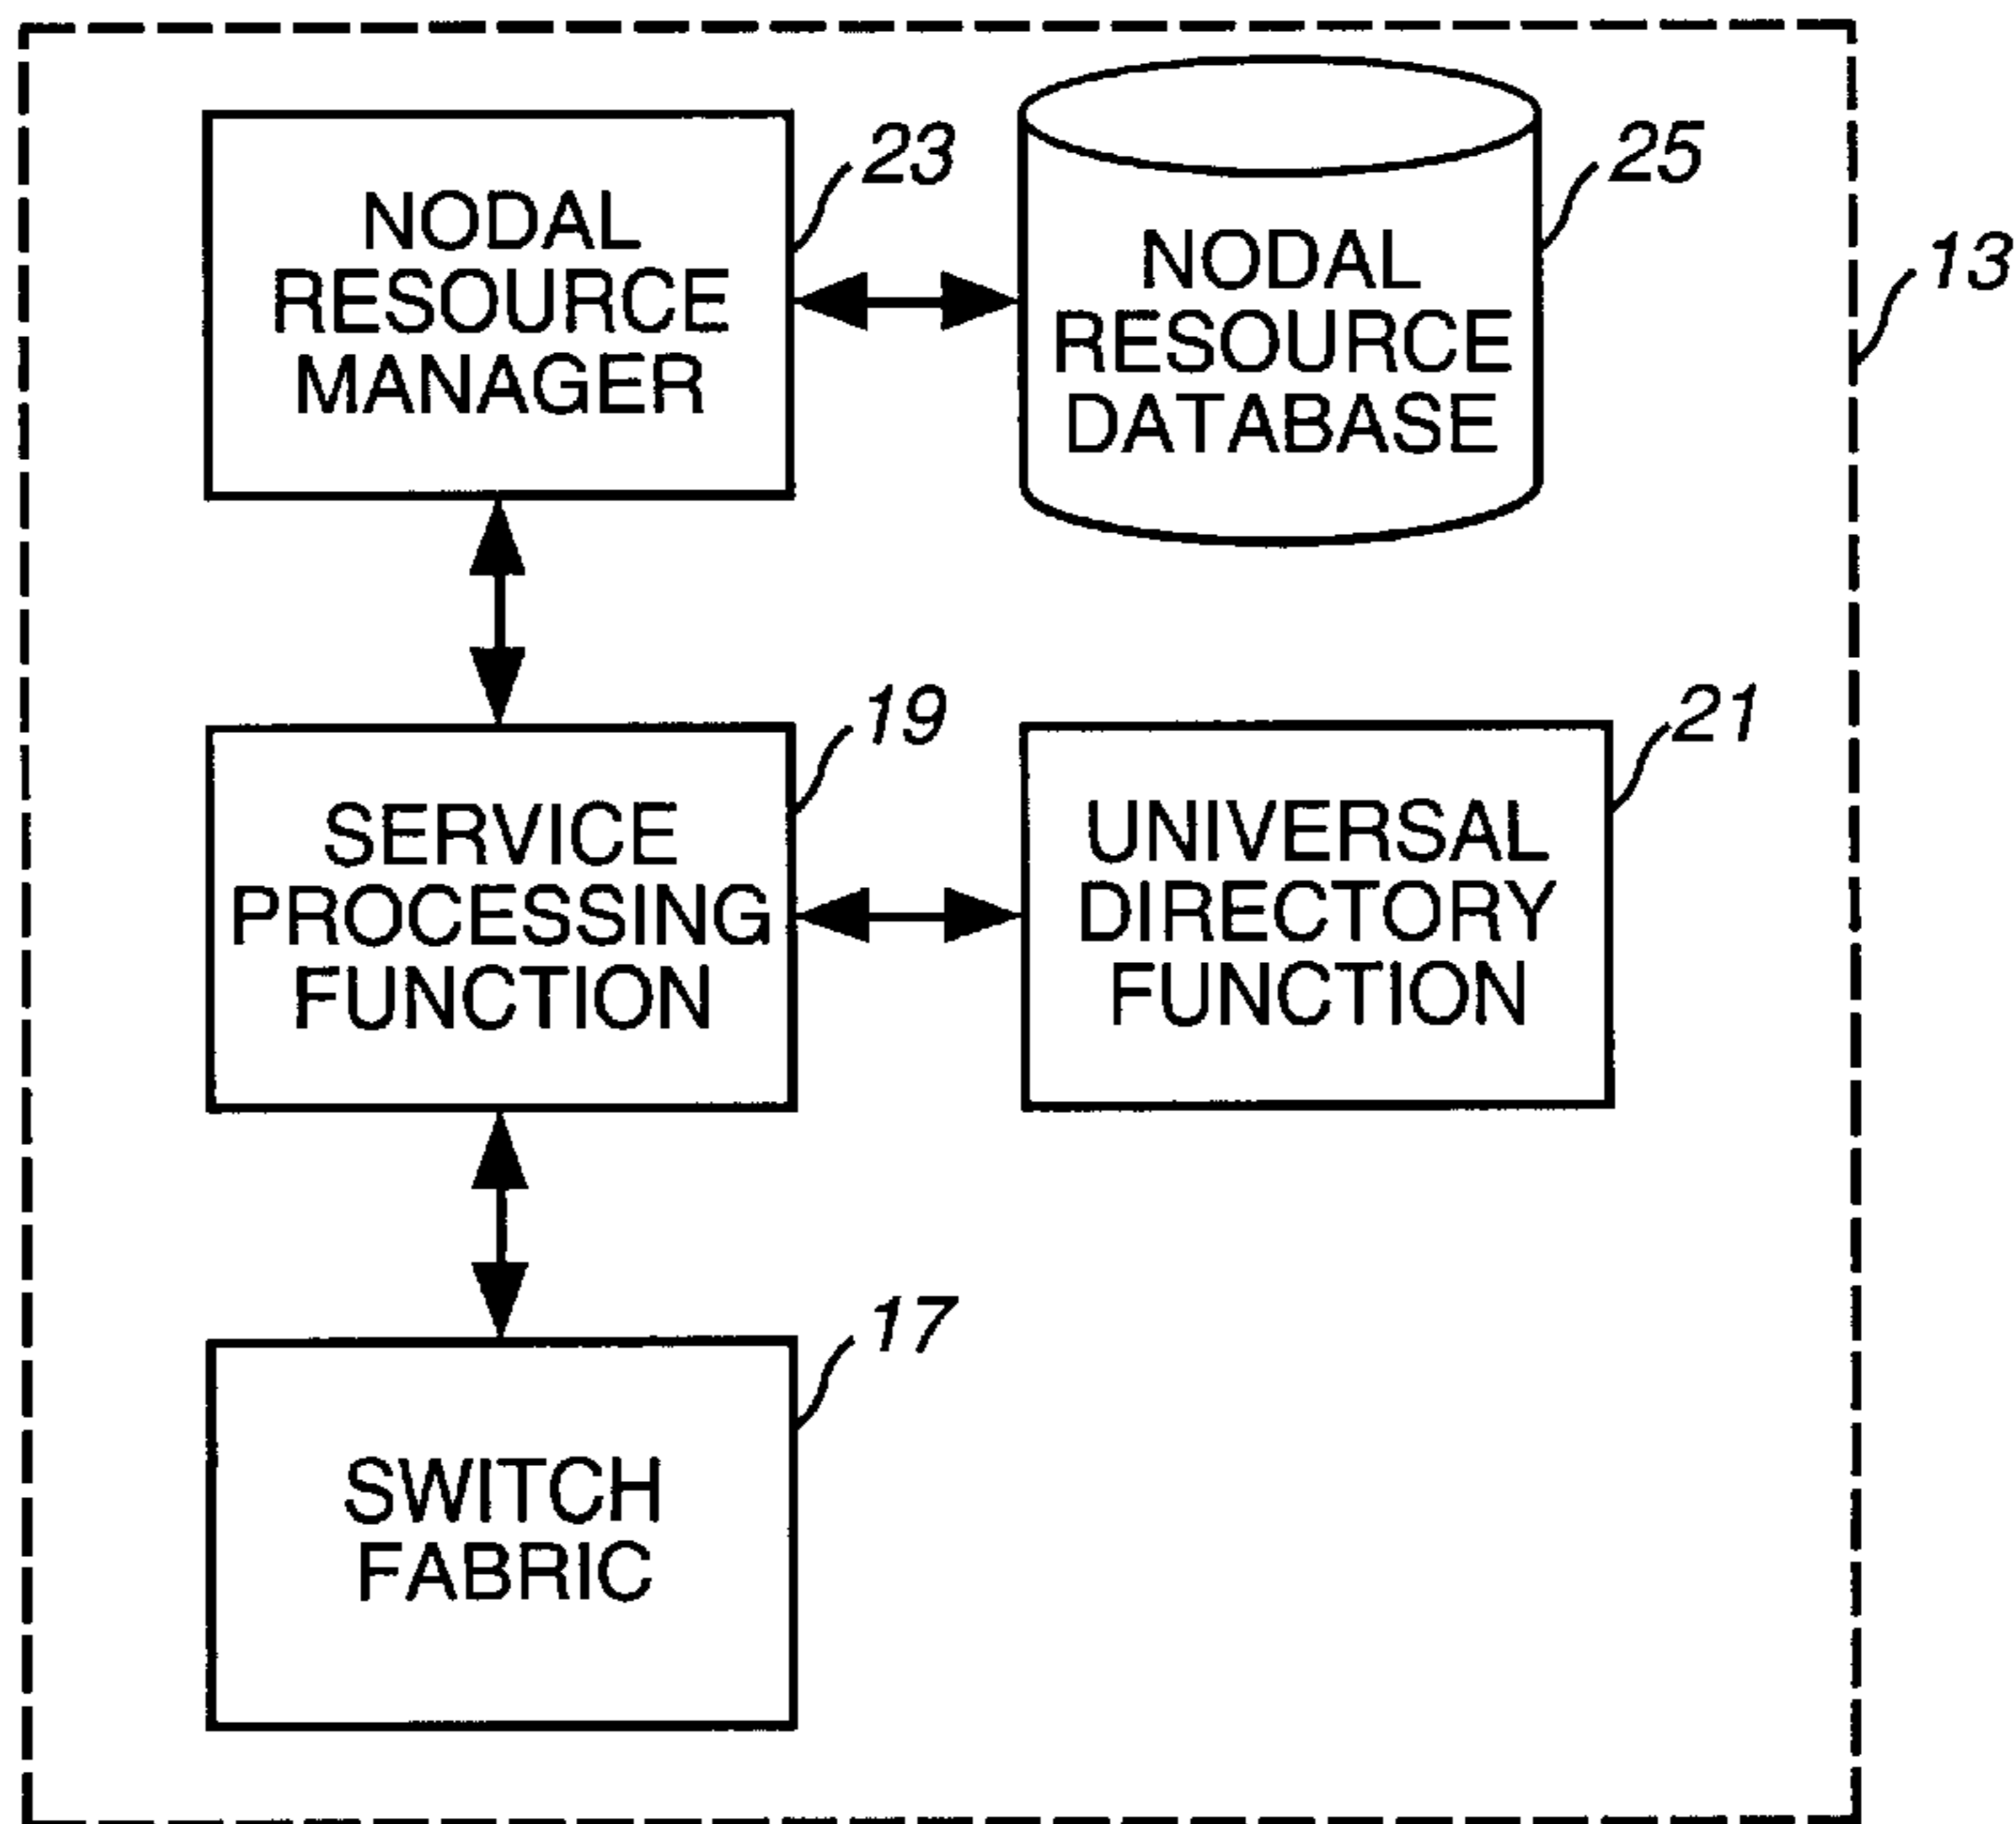 23
25
13
NODAL
RESOURCE
MANAGER
NODAL
RESOURCE
DATABASE
19
21
SERVICE
PROCESSING
FUNCTION
UNIVERSAL
DIRECTORY
FUNCTION
17
SWITCH
FABRIC